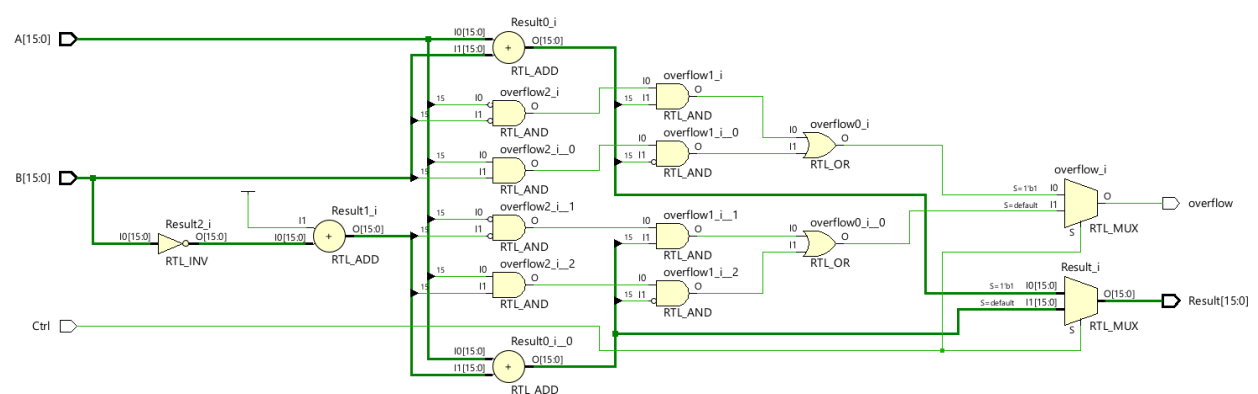 A[15:0]
Result0_i
I0[15:0]
I1[15:0]
+
O[15:0]
RTL_ADD
overflow2_i
15
I0
15
I1
O
RTL_AND
overflow1_i
I0
15
I1
O
RTL_AND
overflow2_i__0
15
I0
15
I1
O
RTL_AND
overflow1_i__0
I0
15
I1
O
RTL_AND
overflow0_i
I0
I1
O
RTL_OR
B[15:0]
Result2_i
I0[15:0]
O[15:0]
RTL_INV
Result1_i
I1
I0[15:0]
+
O[15:0]
RTL_ADD
overflow2_i__1
15
I0
15
I1
O
RTL_AND
overflow1_i__1
I0
15
I1
O
RTL_AND
overflow2_i__2
15
I0
15
I1
O
RTL_AND
overflow1_i__2
I0
15
I1
O
RTL_AND
overflow0_i__0
I0
I1
O
RTL_OR
overflow_i
S=1'b1
I0
S=default
I1
O
S
RTL_MUX
overflow
Result_i
S=1'b1
I0[15:0]
S=default
I1[15:0]
O[15:0]
S
RTL_MUX
Result[15:0]
Ctrl
Result0_i__0
I0[15:0]
I1[15:0]
+
O[15:0]
RTL_ADD